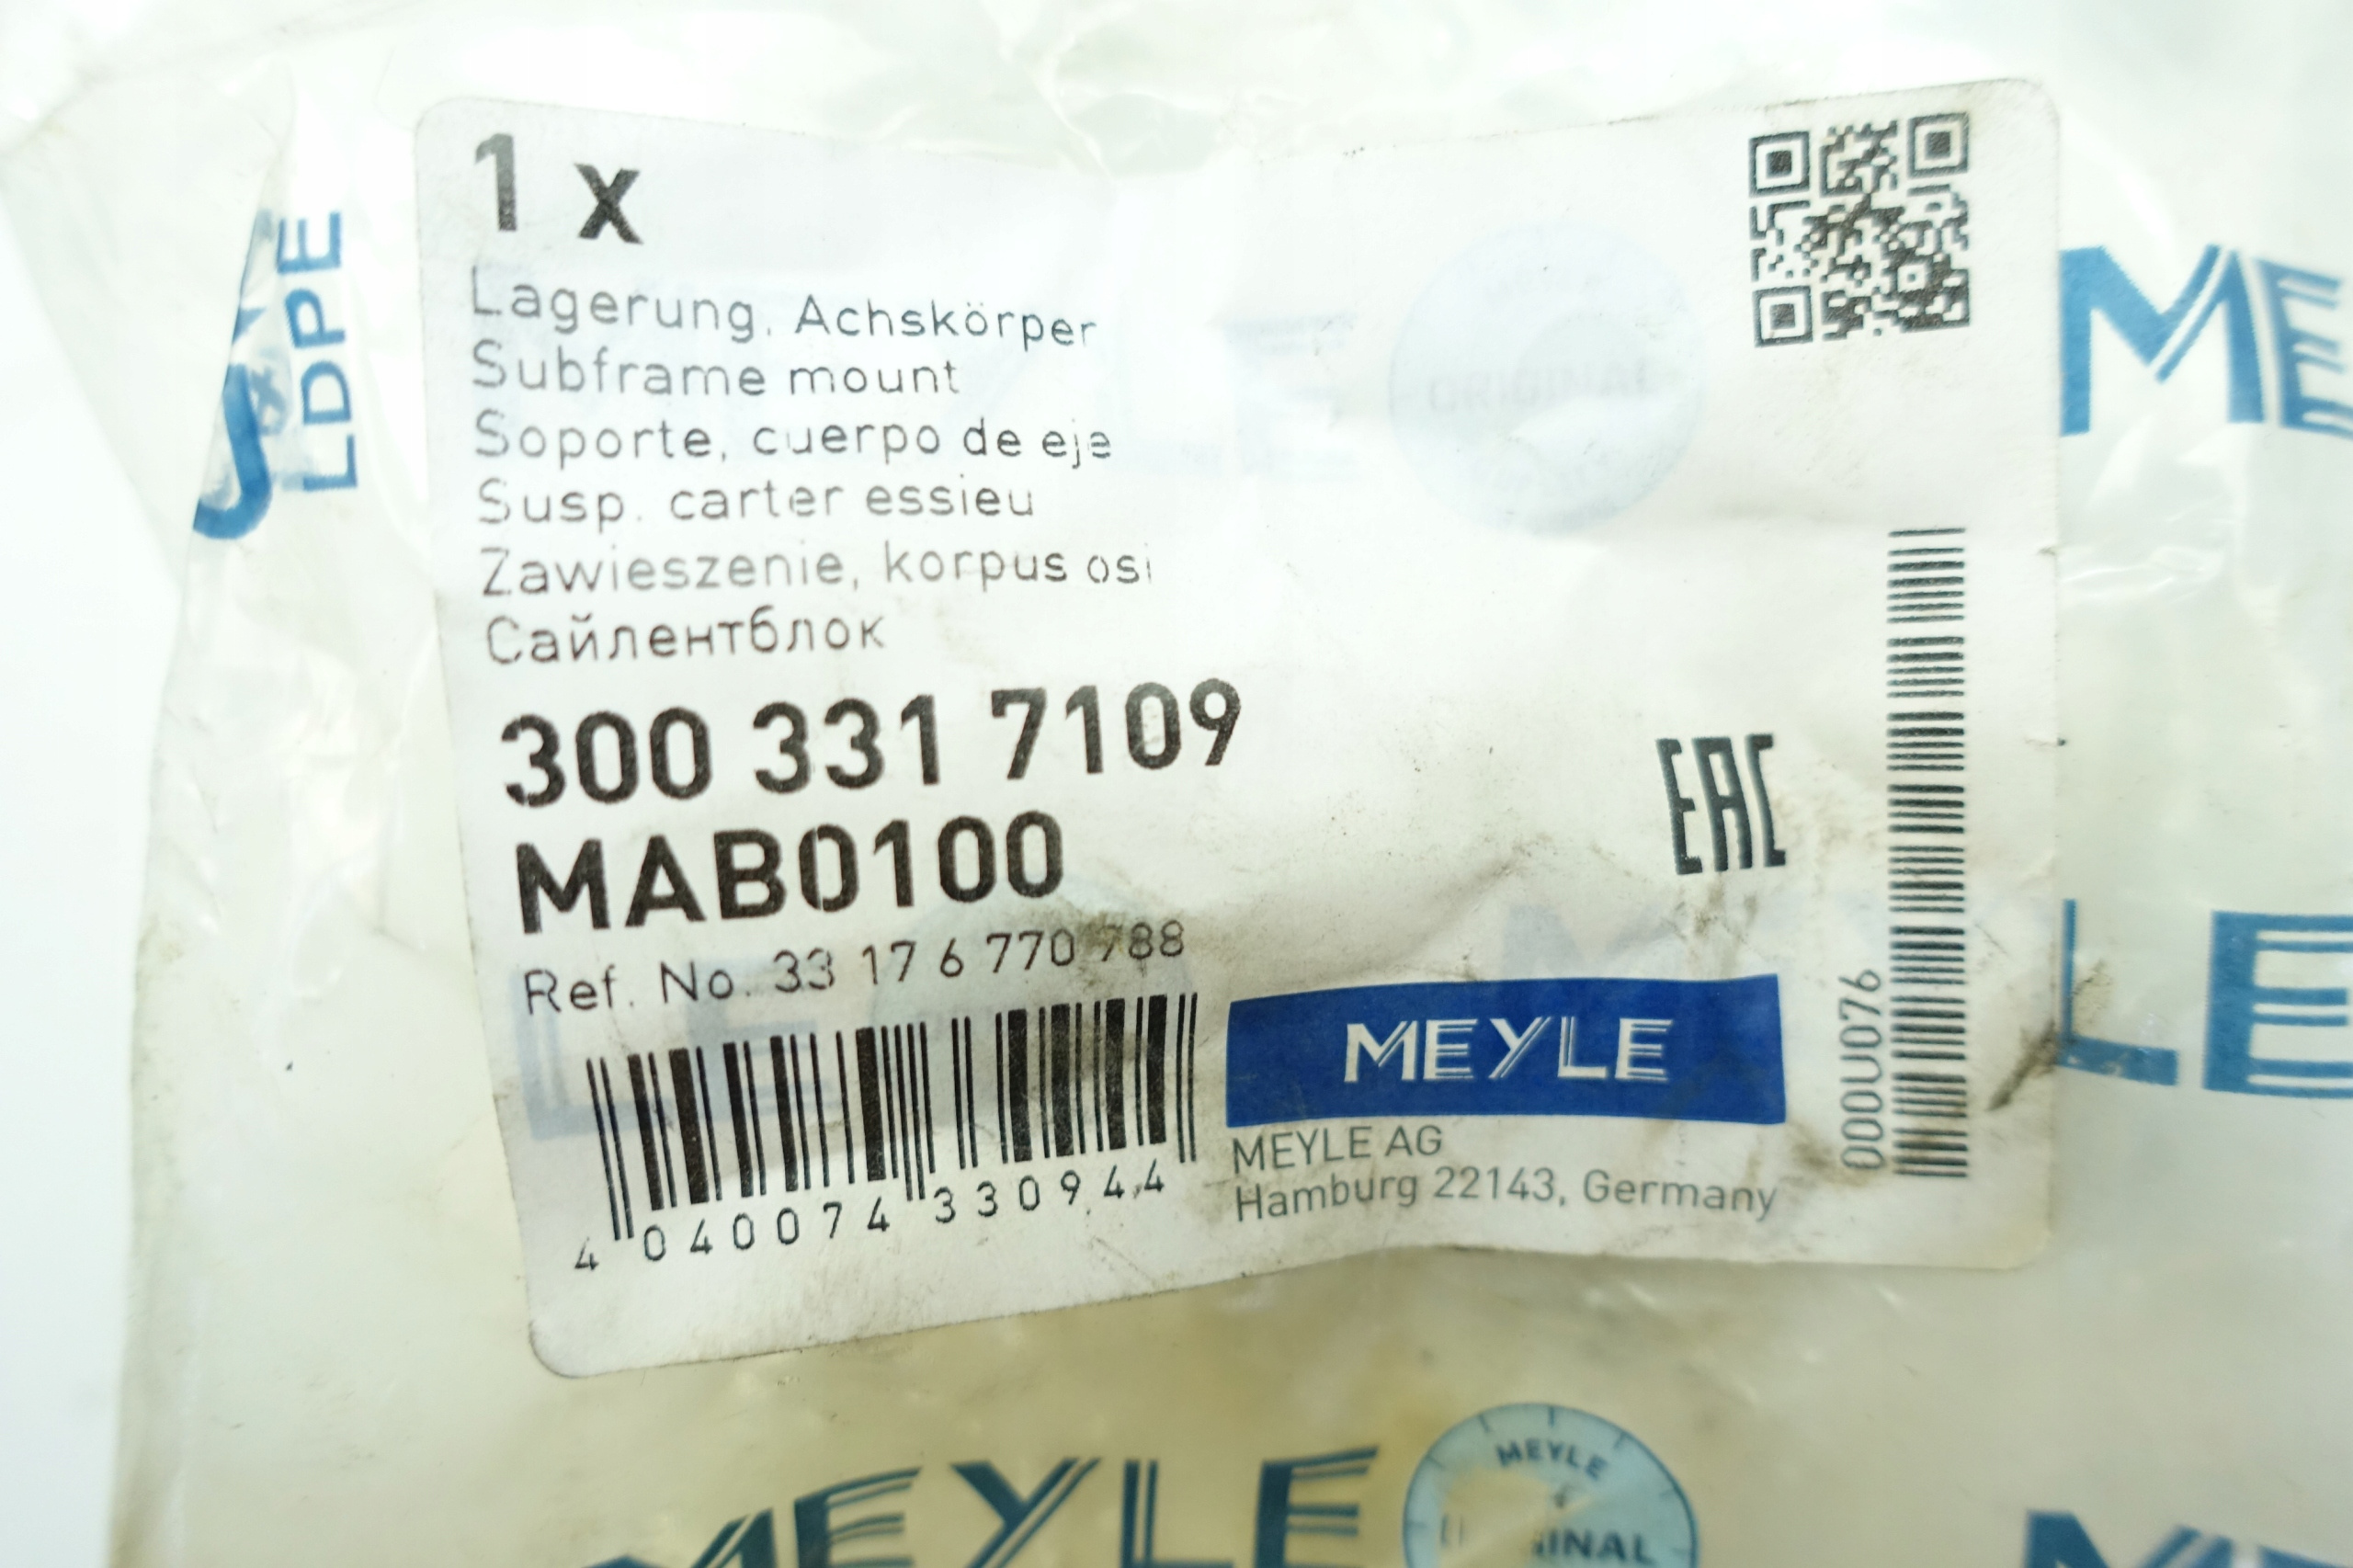 1 x
Lagerung, Achskörper
Subframe mount
Soporte, cuerpo de eje
Susp. carter essieu
Zawieszenie, korpus osi
Сайлентблок
300 331 7109
MAB0100
Ref. No. 33 17 6 770 788
4 040074 330944
MEYLE
MEYLE AG
Hamburg 22143, Germany
EAC
000U076
LDPE
ME
LE
ORIGINAL
MEYLE
MEYLE